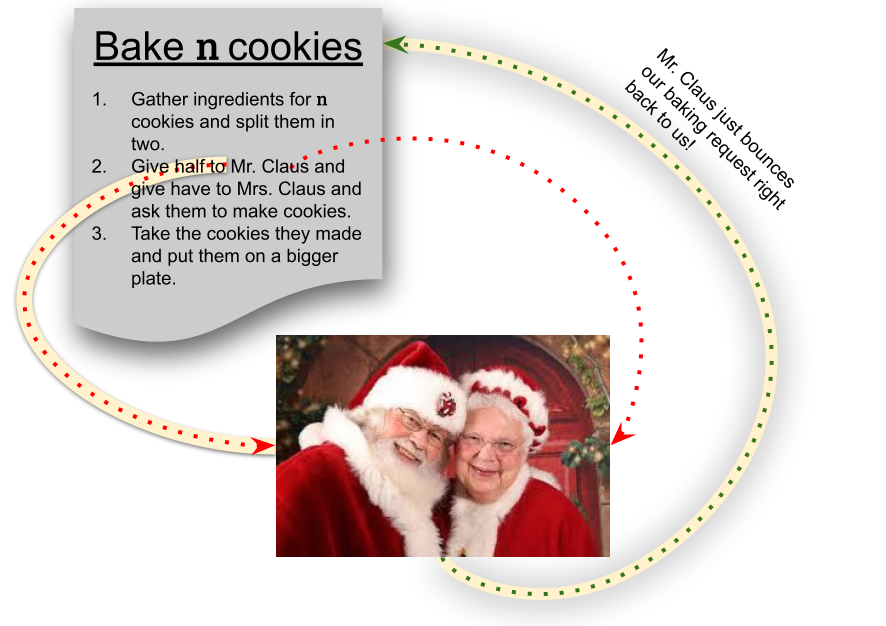 Bake n cookies
1. Gather ingredients for n
cookies and split them in
two.
2. Give half to Mr. Claus and
give have to Mrs. Claus and
ask them to make cookies.
3. Take the cookies they made
and put them on a bigger
plate.
Mr. Claus just bounces
our baking request right
back to us!